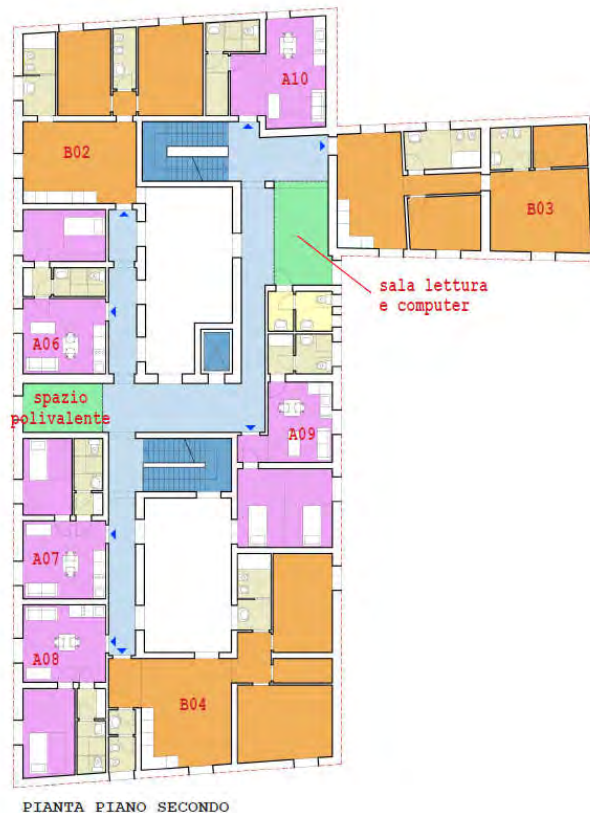 A10
B02
B03
sala lettura
e computer
A06
spazio
polivalente
A09
A07
A08
B04
PIANTA PIANO SECONDO